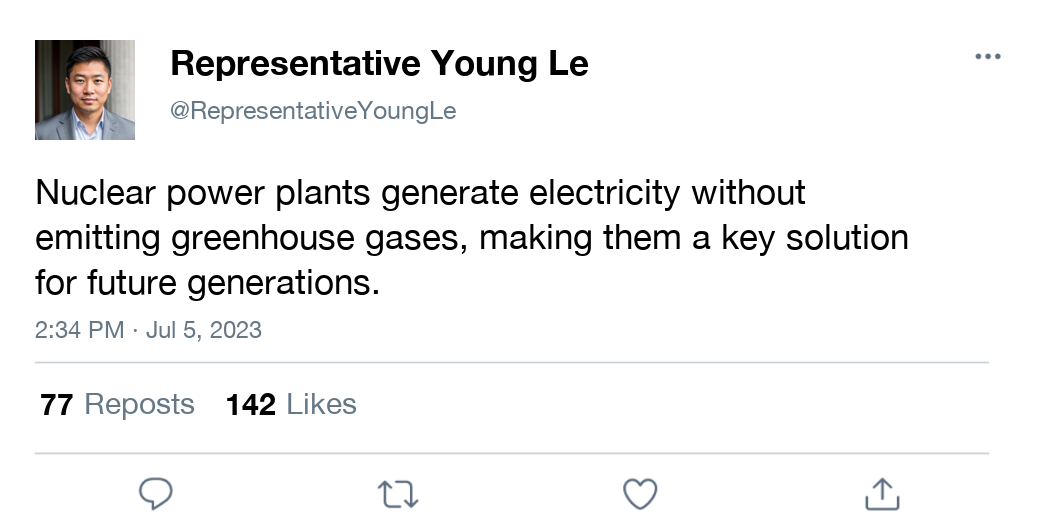 Representative Young Le
@RepresentativeYoungLe
Nuclear power plants generate electricity without
emitting greenhouse gases, making them a key solution
for future generations.
2:34 PM · Jul 5, 2023
77 Reposts 142 Likes